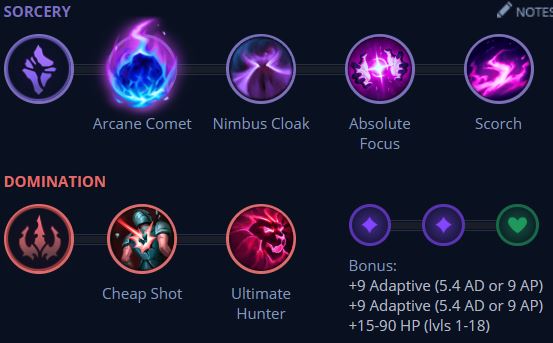 SORCERY
NOTES
Arcane Comet
Nimbus Cloak
Absolute
Focus
Scorch
DOMINATION
Cheap Shot
Ultimate
Hunter
Bonus:
+9 Adaptive (5.4 AD or 9 AP)
+9 Adaptive (5.4 AD or 9 AP)
+15-90 HP (lvls 1-18)